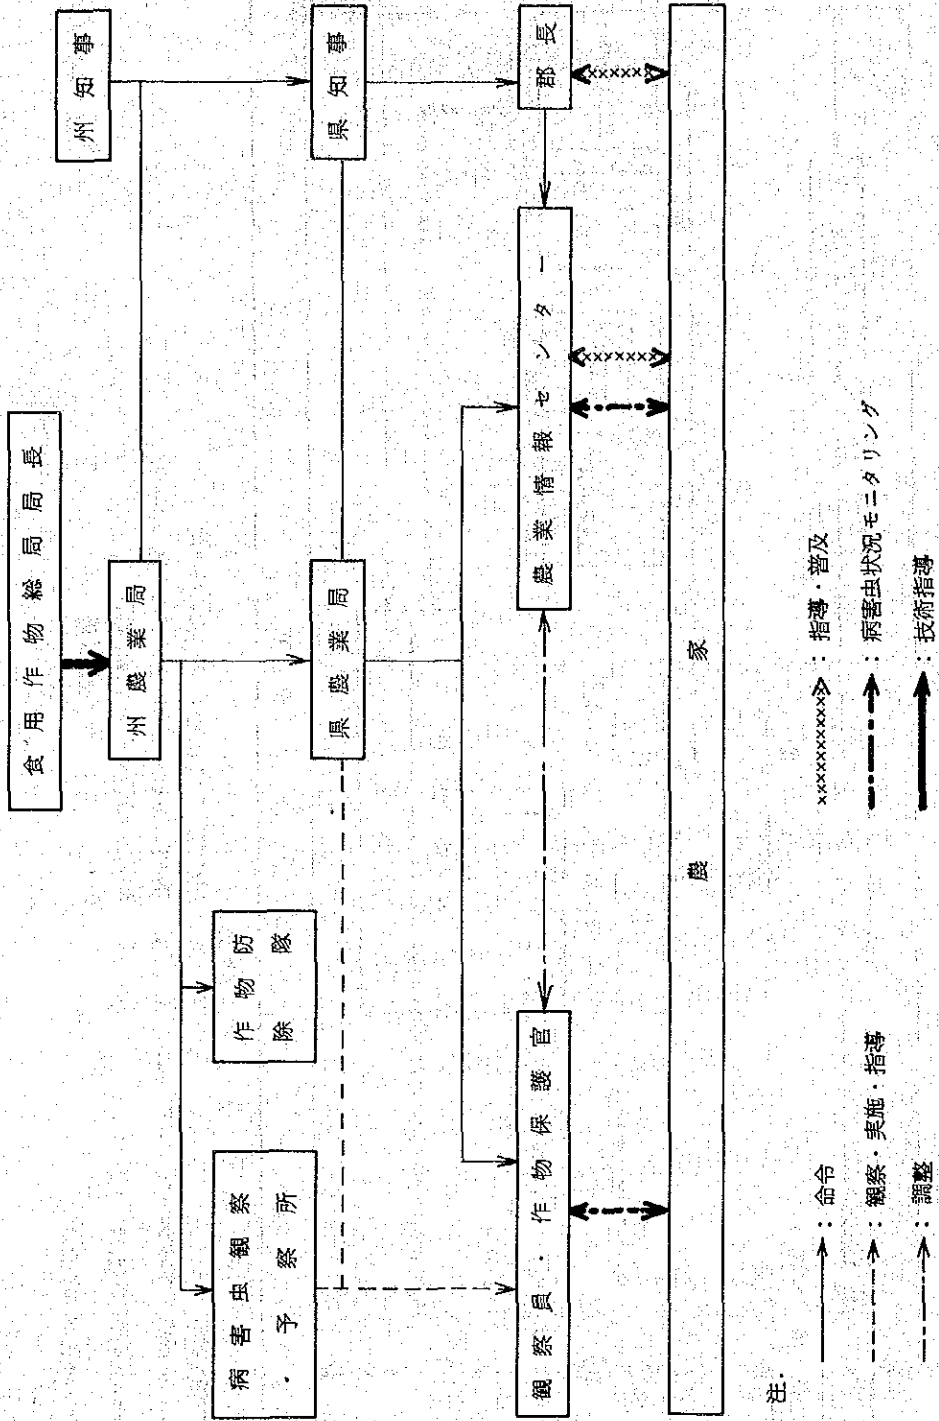 食用作物総局局長
州農業局
州知事
病害虫観察
・予察所
作物防
除隊
県農業局
県知事
観察員・作物保護官
農業情報センター
郡長
農家
注.
：命令
：観察・実施・指導
：調整
：指導・普及
：病害虫状況モニタリング
：技術指導